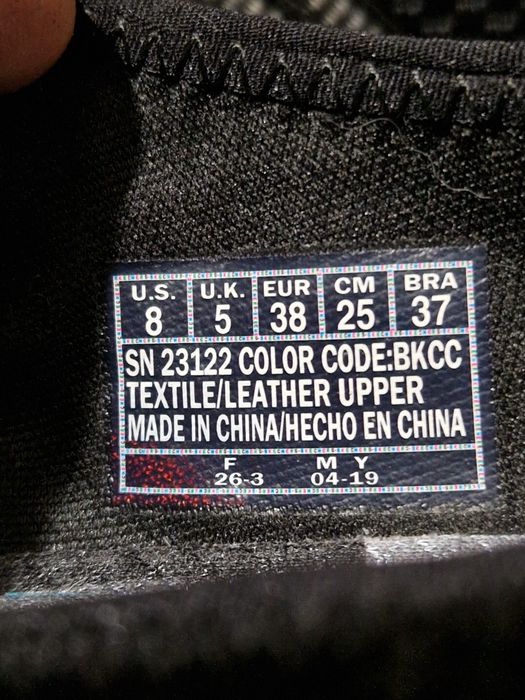 U.S. U.K. EUR CM BRA
8 5 38 25 37
SN 23122 COLOR CODE:BKCC
TEXTILE/LEATHER UPPER
MADE IN CHINA/HECHO EN CHINA
F M Y
26-3 04-19